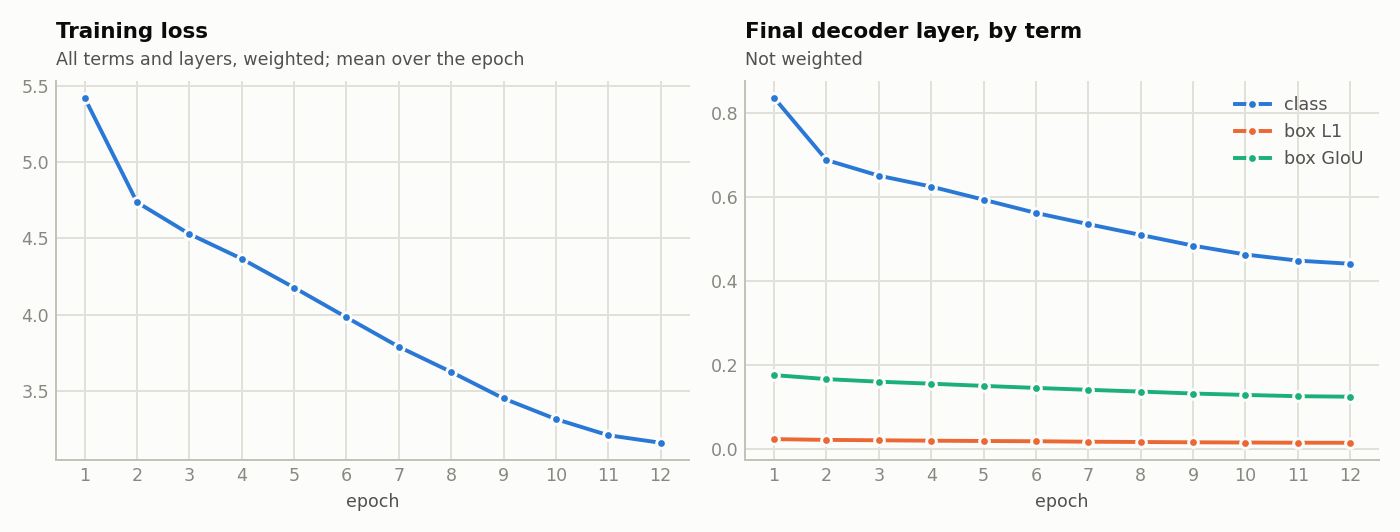 Training loss
All terms and layers, weighted; mean over the epoch
5.5
5.0
4.5
4.0
3.5
1 2 3 4 5 6 7 8 9 10 11 12
epoch
Final decoder layer, by term
Not weighted
class
box L1
box GIoU
0.8
0.6
0.4
0.2
0.0
1 2 3 4 5 6 7 8 9 10 11 12
epoch